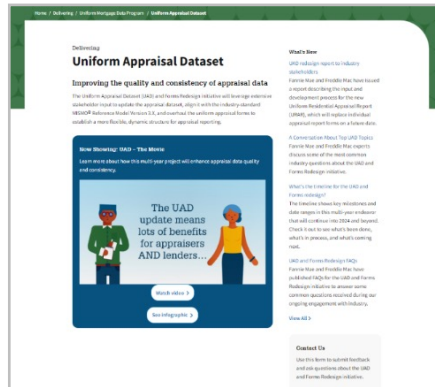 Home / Delivering / Uniform Mortgage Data Program / Uniform Appraisal Dataset
Delivering
Uniform Appraisal Dataset
Improving the quality and consistency of appraisal data
The Uniform Appraisal Dataset (UAD) and Forms Redesign initiative will leverage extensive
stakeholder input to update the appraisal dataset, align it with the industry-standard
MISMO® Reference Model Version 3.X, and overhaul the uniform appraisal forms to
establish a more flexible, dynamic structure for appraisal reporting.
Now Showing: UAD – The Movie
Learn more about how this multi-year project will enhance appraisal data quality
and consistency.
The UAD
update means
lots of benefits
for appraisers
AND lenders...
Watch video >
See Infographic >
What's New
UAD redesign report to industry
stakeholders
Fannie Mae and Freddie Mac have issued
a report describing the input and
development process for the new
Uniform Residential Appraisal Report
(URAR), which will replace individual
appraisal report forms on a future date.
A Conversation About Top UAD Topics
Fannie Mae and Freddie Mac experts
discuss some of the most common
industry questions about the UAD and
Forms Redesign initiative.
What's the timeline for the UAD and
Forms redesign?
The timeline shows key milestones and
date ranges in this multi-year endeavor
that will continue into 2024 and beyond.
Check it out to see what's been done,
what's in process, and what's coming
next.
UAD and Forms Redesign FAQs
Fannie Mae and Freddie Mac have
published FAQs for the UAD and Forms
Redesign initiative to answer some
common questions received during our
ongoing engagement with industry.
View All >
Contact Us
Use this form to submit feedback
and ask questions about the UAD
and Forms Redesign initiative.